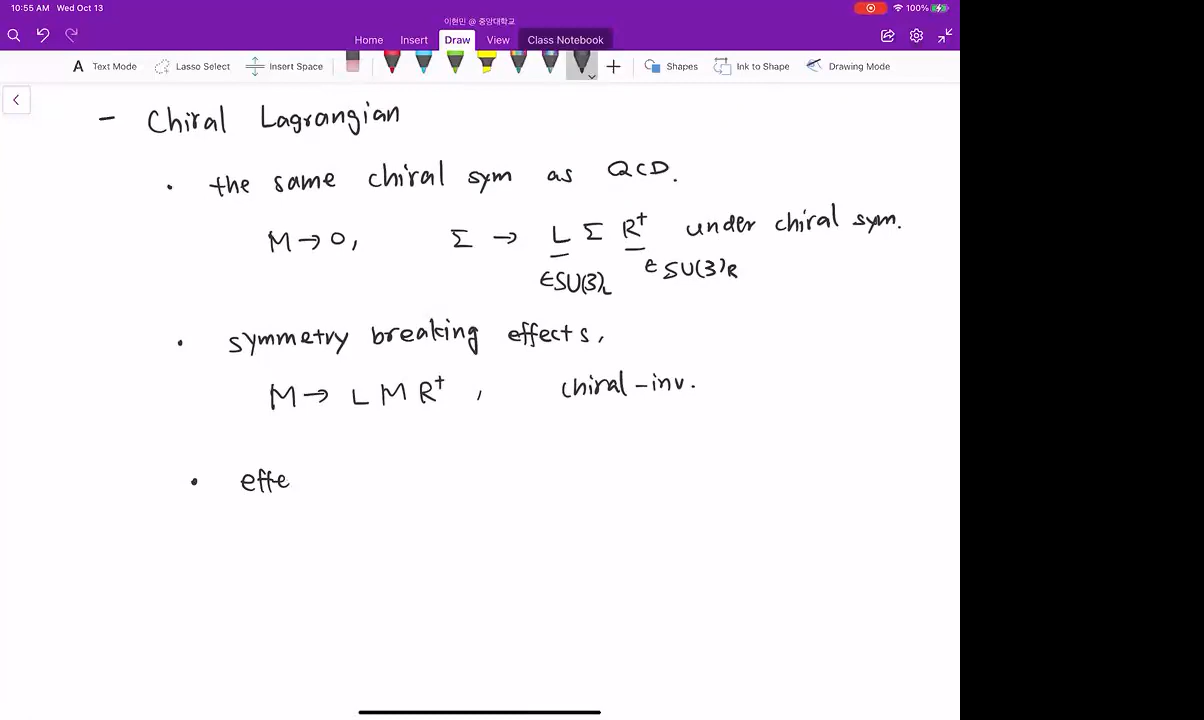 10:55 AM Wed Oct 13
100%
이현민 @ 중앙대학교
Home Insert Draw View Class Notebook
A Text Mode Lasso Select Insert Space Shapes Ink to Shape Drawing Mode
- Chiral Lagrangian
• the same chiral sym as QCD.
M → 0, Σ → L Σ R† under chiral sym.
∈ SU(3)L ∈ SU(3)R
• symmetry breaking effects,
M → L M R† , chiral-inv.
• effe